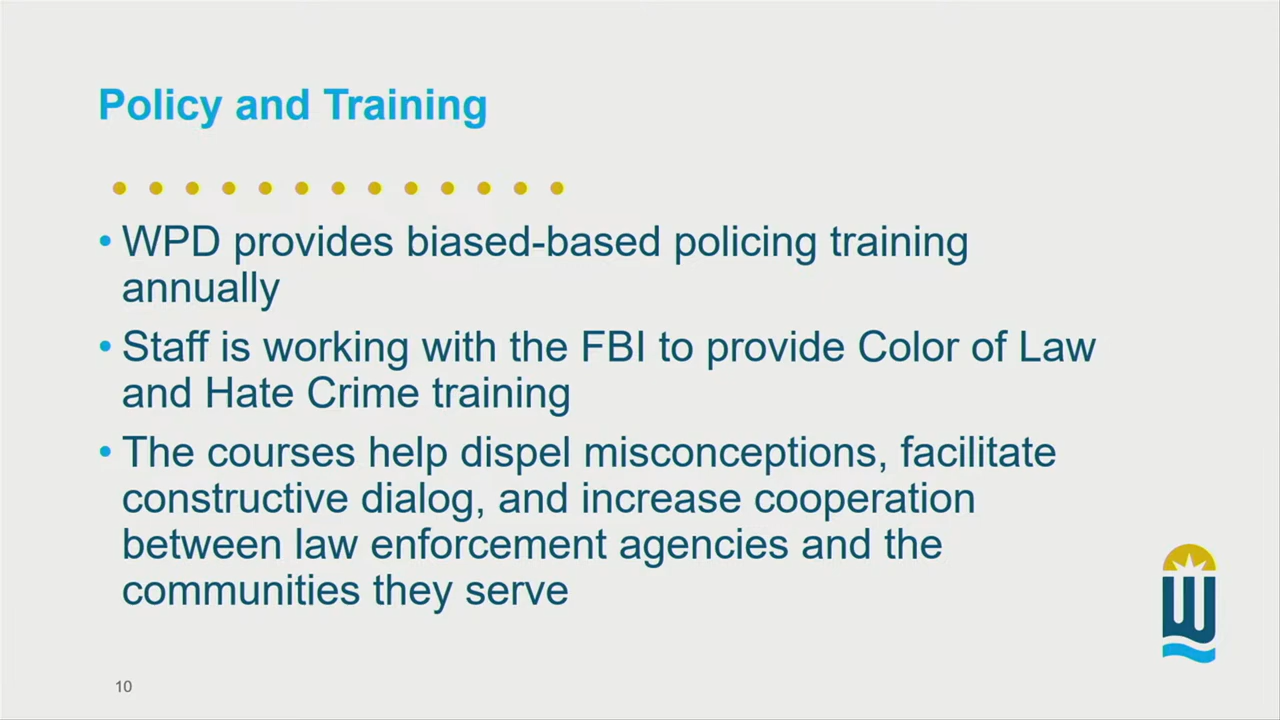 Policy and Training
• WPD provides biased-based policing training
annually
• Staff is working with the FBI to provide Color of Law
and Hate Crime training
• The courses help dispel misconceptions, facilitate
constructive dialog, and increase cooperation
between law enforcement agencies and the
communities they serve
W
10